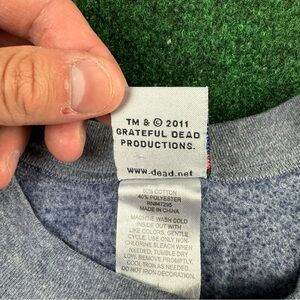 TM & © 2011
GRATEFUL DEAD
PRODUCTIONS.
www.dead.net
60% COTTON
40% POLYESTER
RN#47295
MADE IN CHINA
MACHINE WASH COLD
INSIDE OUT WITH
LIKE COLORS, GENTLE
CYCLE. USE ONLY NON-
CHLORINE BLEACH WHEN
NEEDED. TUMBLE DRY
LOW. REMOVE PROMPTLY.
COOL IRON AS NEEDED.
DO NOT IRON DECORATION.